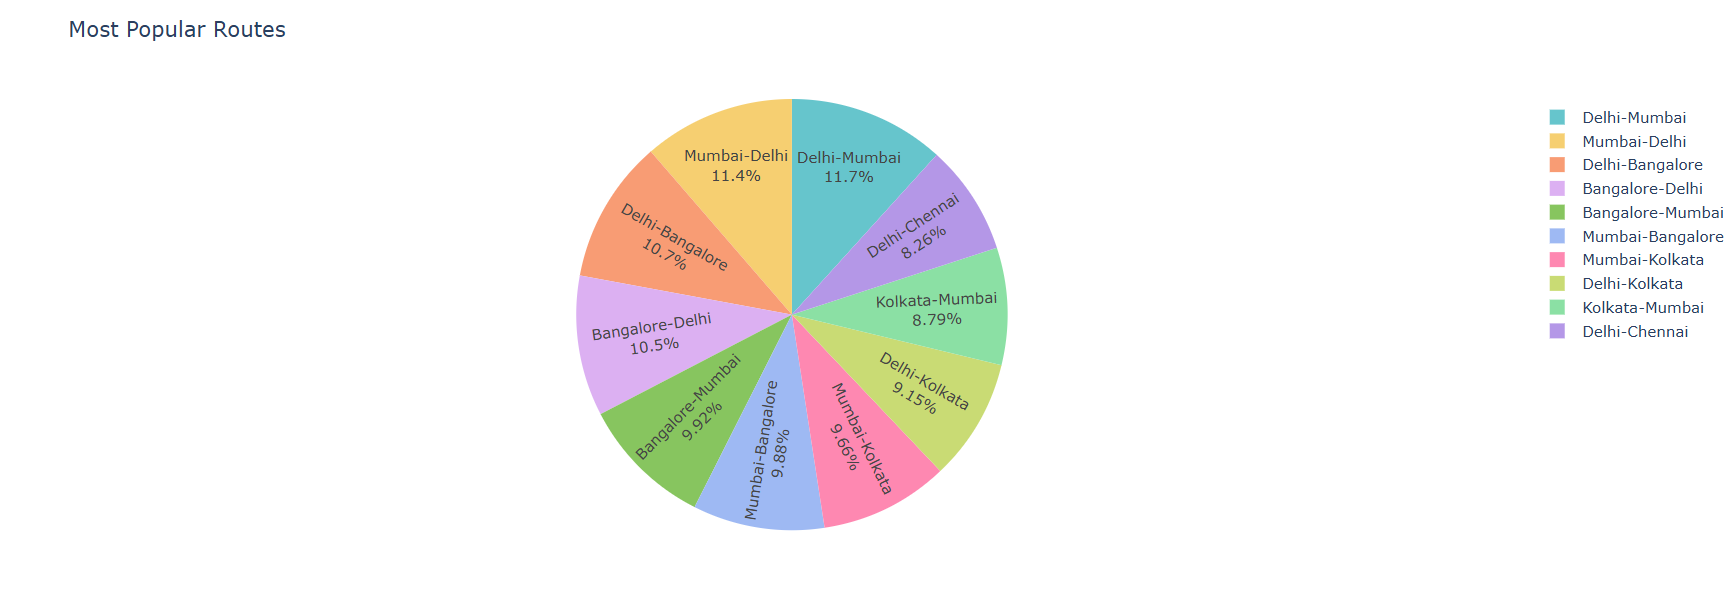 Most Popular Routes
Mumbai-Delhi
11.4%
Delhi-Mumbai
11.7%
Delhi-Chennai
8.26%
Kolkata-Mumbai
8.79%
Delhi-Kolkata
9.15%
Mumbai-Kolkata
9.66%
Mumbai-Bangalore
9.88%
Bangalore-Mumbai
9.92%
Bangalore-Delhi
10.5%
Delhi-Bangalore
10.7%
Delhi-Mumbai
Mumbai-Delhi
Delhi-Bangalore
Bangalore-Delhi
Bangalore-Mumbai
Mumbai-Bangalore
Mumbai-Kolkata
Delhi-Kolkata
Kolkata-Mumbai
Delhi-Chennai